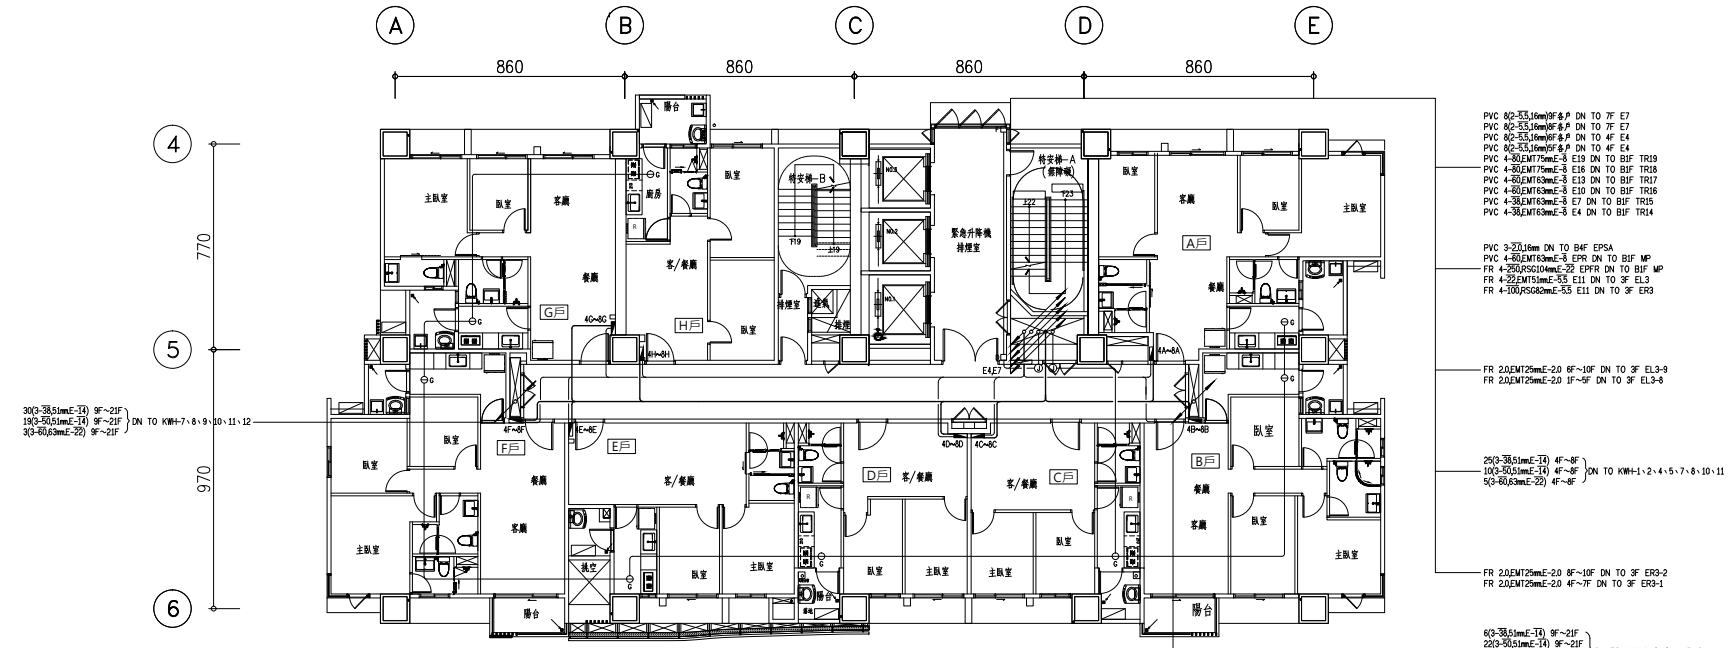 A B C D E
860 860 860 860
4
770
5
970
6
陽台
主臥室
臥室
客廳
廚房
臥室
特安梯-B
特安梯-A
臥室
客廳
臥室
主臥室
NO.3
NO.2
NO.1
緊急升降機
排煙室
A戶
客/餐廳
餐廳
餐廳
排煙室
排煙
G戶
H戶
臥室
4G~8G
4H~8H
4A~8A
E4,E7
4F~8F
4E~8E
4D~8D
4C~8C
4B~8B
臥室
F戶
E戶
臥室
餐廳
客/餐廳
D戶
客/餐廳
客/餐廳
C戶
B戶
臥室
餐廳
客廳
主臥室
挑空
臥室
主臥室
臥室
主臥室
主臥室
臥室
客廳
臥室
主臥室
陽台
陽台
陽台
PVC 8(2-5.5,16mm)9F各戶 DN TO 7F E7
PVC 8(2-5.5,16mm)8F各戶 DN TO 7F E7
PVC 8(2-5.5,16mm)6F各戶 DN TO 4F E4
PVC 8(2-5.5,16mm)5F各戶 DN TO 4F E4
PVC 4-80,EMT75mm,E-8 E19 DN TO B1F TR19
PVC 4-80,EMT75mm,E-8 E16 DN TO B1F TR18
PVC 4-60,EMT63mm,E-8 E13 DN TO B1F TR17
PVC 4-60,EMT63mm,E-8 E10 DN TO B1F TR16
PVC 4-38,EMT63mm,E-8 E7 DN TO B1F TR15
PVC 4-38,EMT63mm,E-8 E4 DN TO B1F TR14
PVC 3-2.0,16mm DN TO B4F EPSA
PVC 4-60,EMT63mm,E-8 EPR DN TO B1F MP
FR 4-250,RSG104mm,E-22 EPFR DN TO B1F MP
FR 4-22,EMT51mm,E-5.5 E11 DN TO 3F EL3
FR 4-100,RSG82mm,E-5.5 E11 DN TO 3F ER3
FR 2.0,EMT25mm,E-2.0 6F~10F DN TO 3F EL3-9
FR 2.0,EMT25mm,E-2.0 1F~5F DN TO 3F EL3-8
30(3-38,51mm,E-14) 9F~21F
19(3-50,51mm,E-14) 9F~21F DN TO KWH-7、8、9、10、11、12
3(3-60,63mm,E-22) 9F~21F
25(3-38,51mm,E-14) 4F~8F
10(3-50,51mm,E-14) 4F~8F DN TO KWH-1、2、4、5、7、8、10、11
5(3-60,63mm,E-22) 4F~8F
FR 2.0,EMT25mm,E-2.0 8F~10F DN TO 3F ER3-2
FR 2.0,EMT25mm,E-2.0 4F~7F DN TO 3F ER3-1
6(3-38,51mm,E-14) 9F~21F
22(3-50,51mm,E-14) 9F~21F